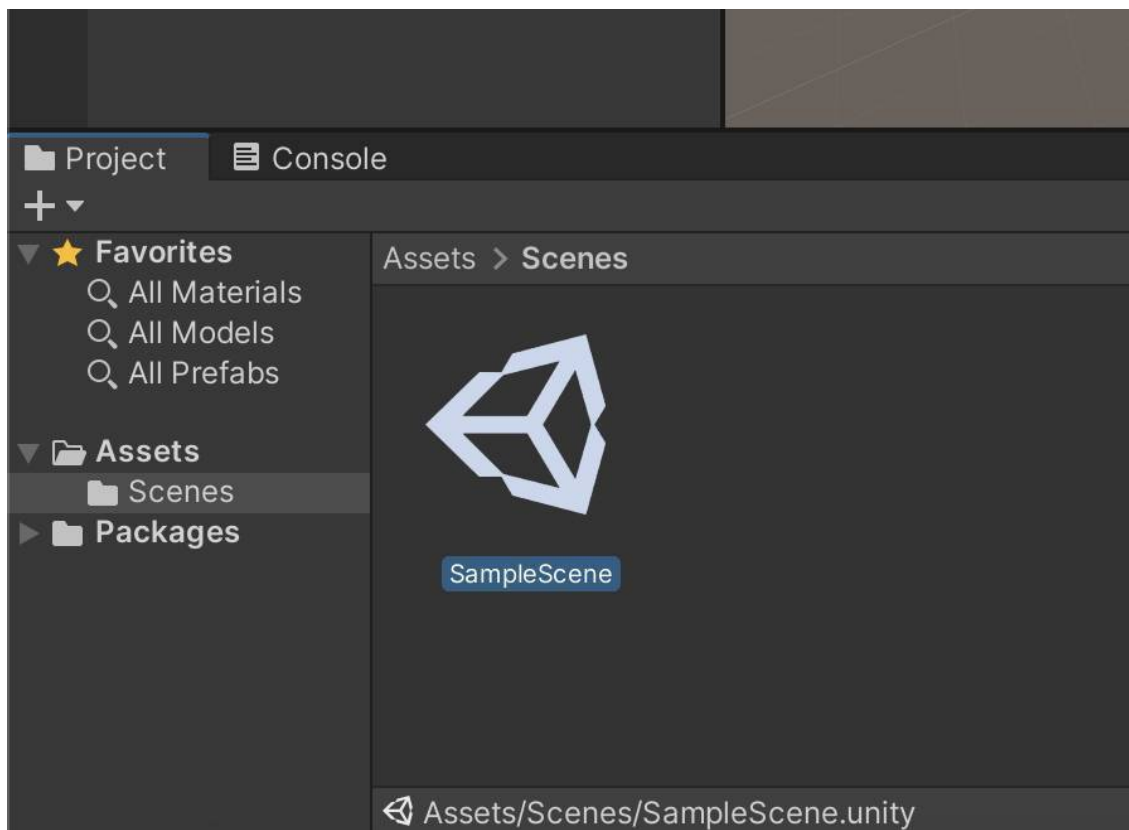 Project
Console
Favorites
All Materials
All Models
All Prefabs
Assets
Scenes
Packages
Assets > Scenes
SampleScene
Assets/Scenes/SampleScene.unity